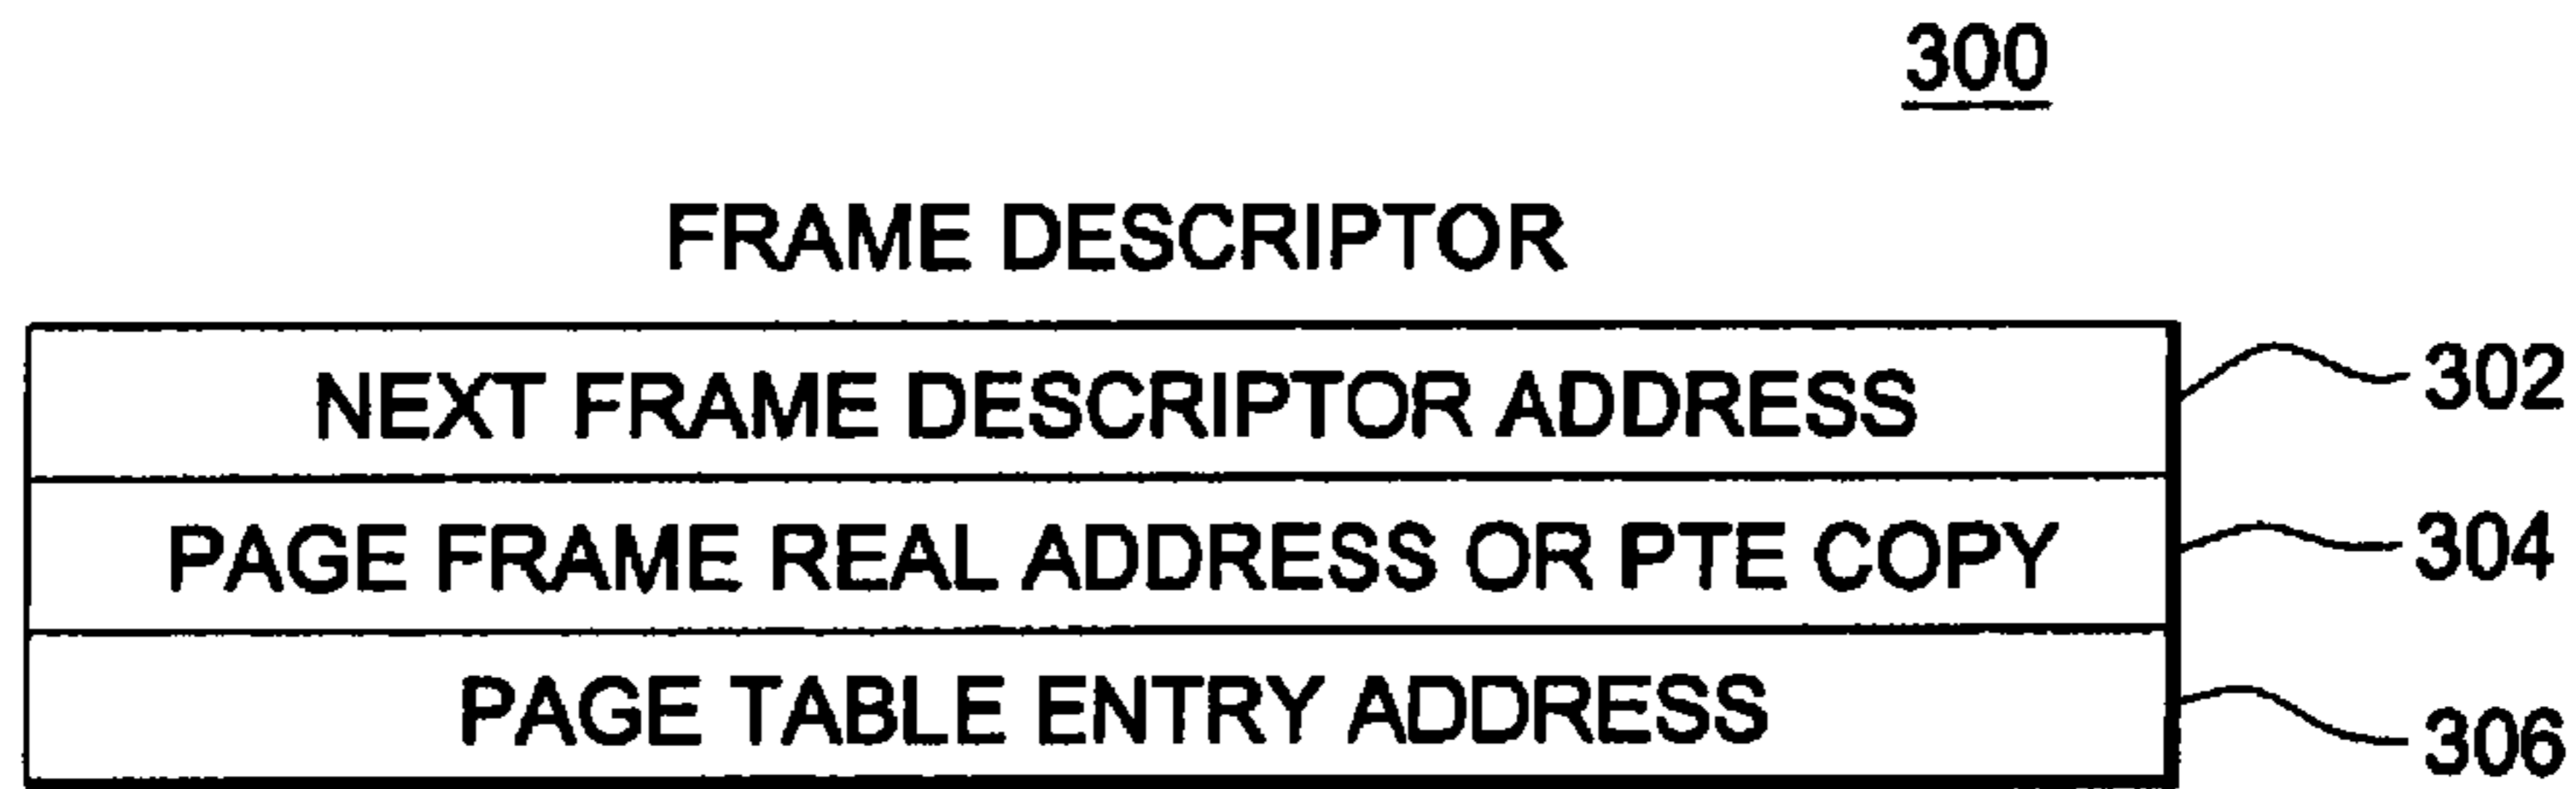 300
FRAME DESCRIPTOR
NEXT FRAME DESCRIPTOR ADDRESS 302
PAGE FRAME REAL ADDRESS OR PTE COPY 304
PAGE TABLE ENTRY ADDRESS 306